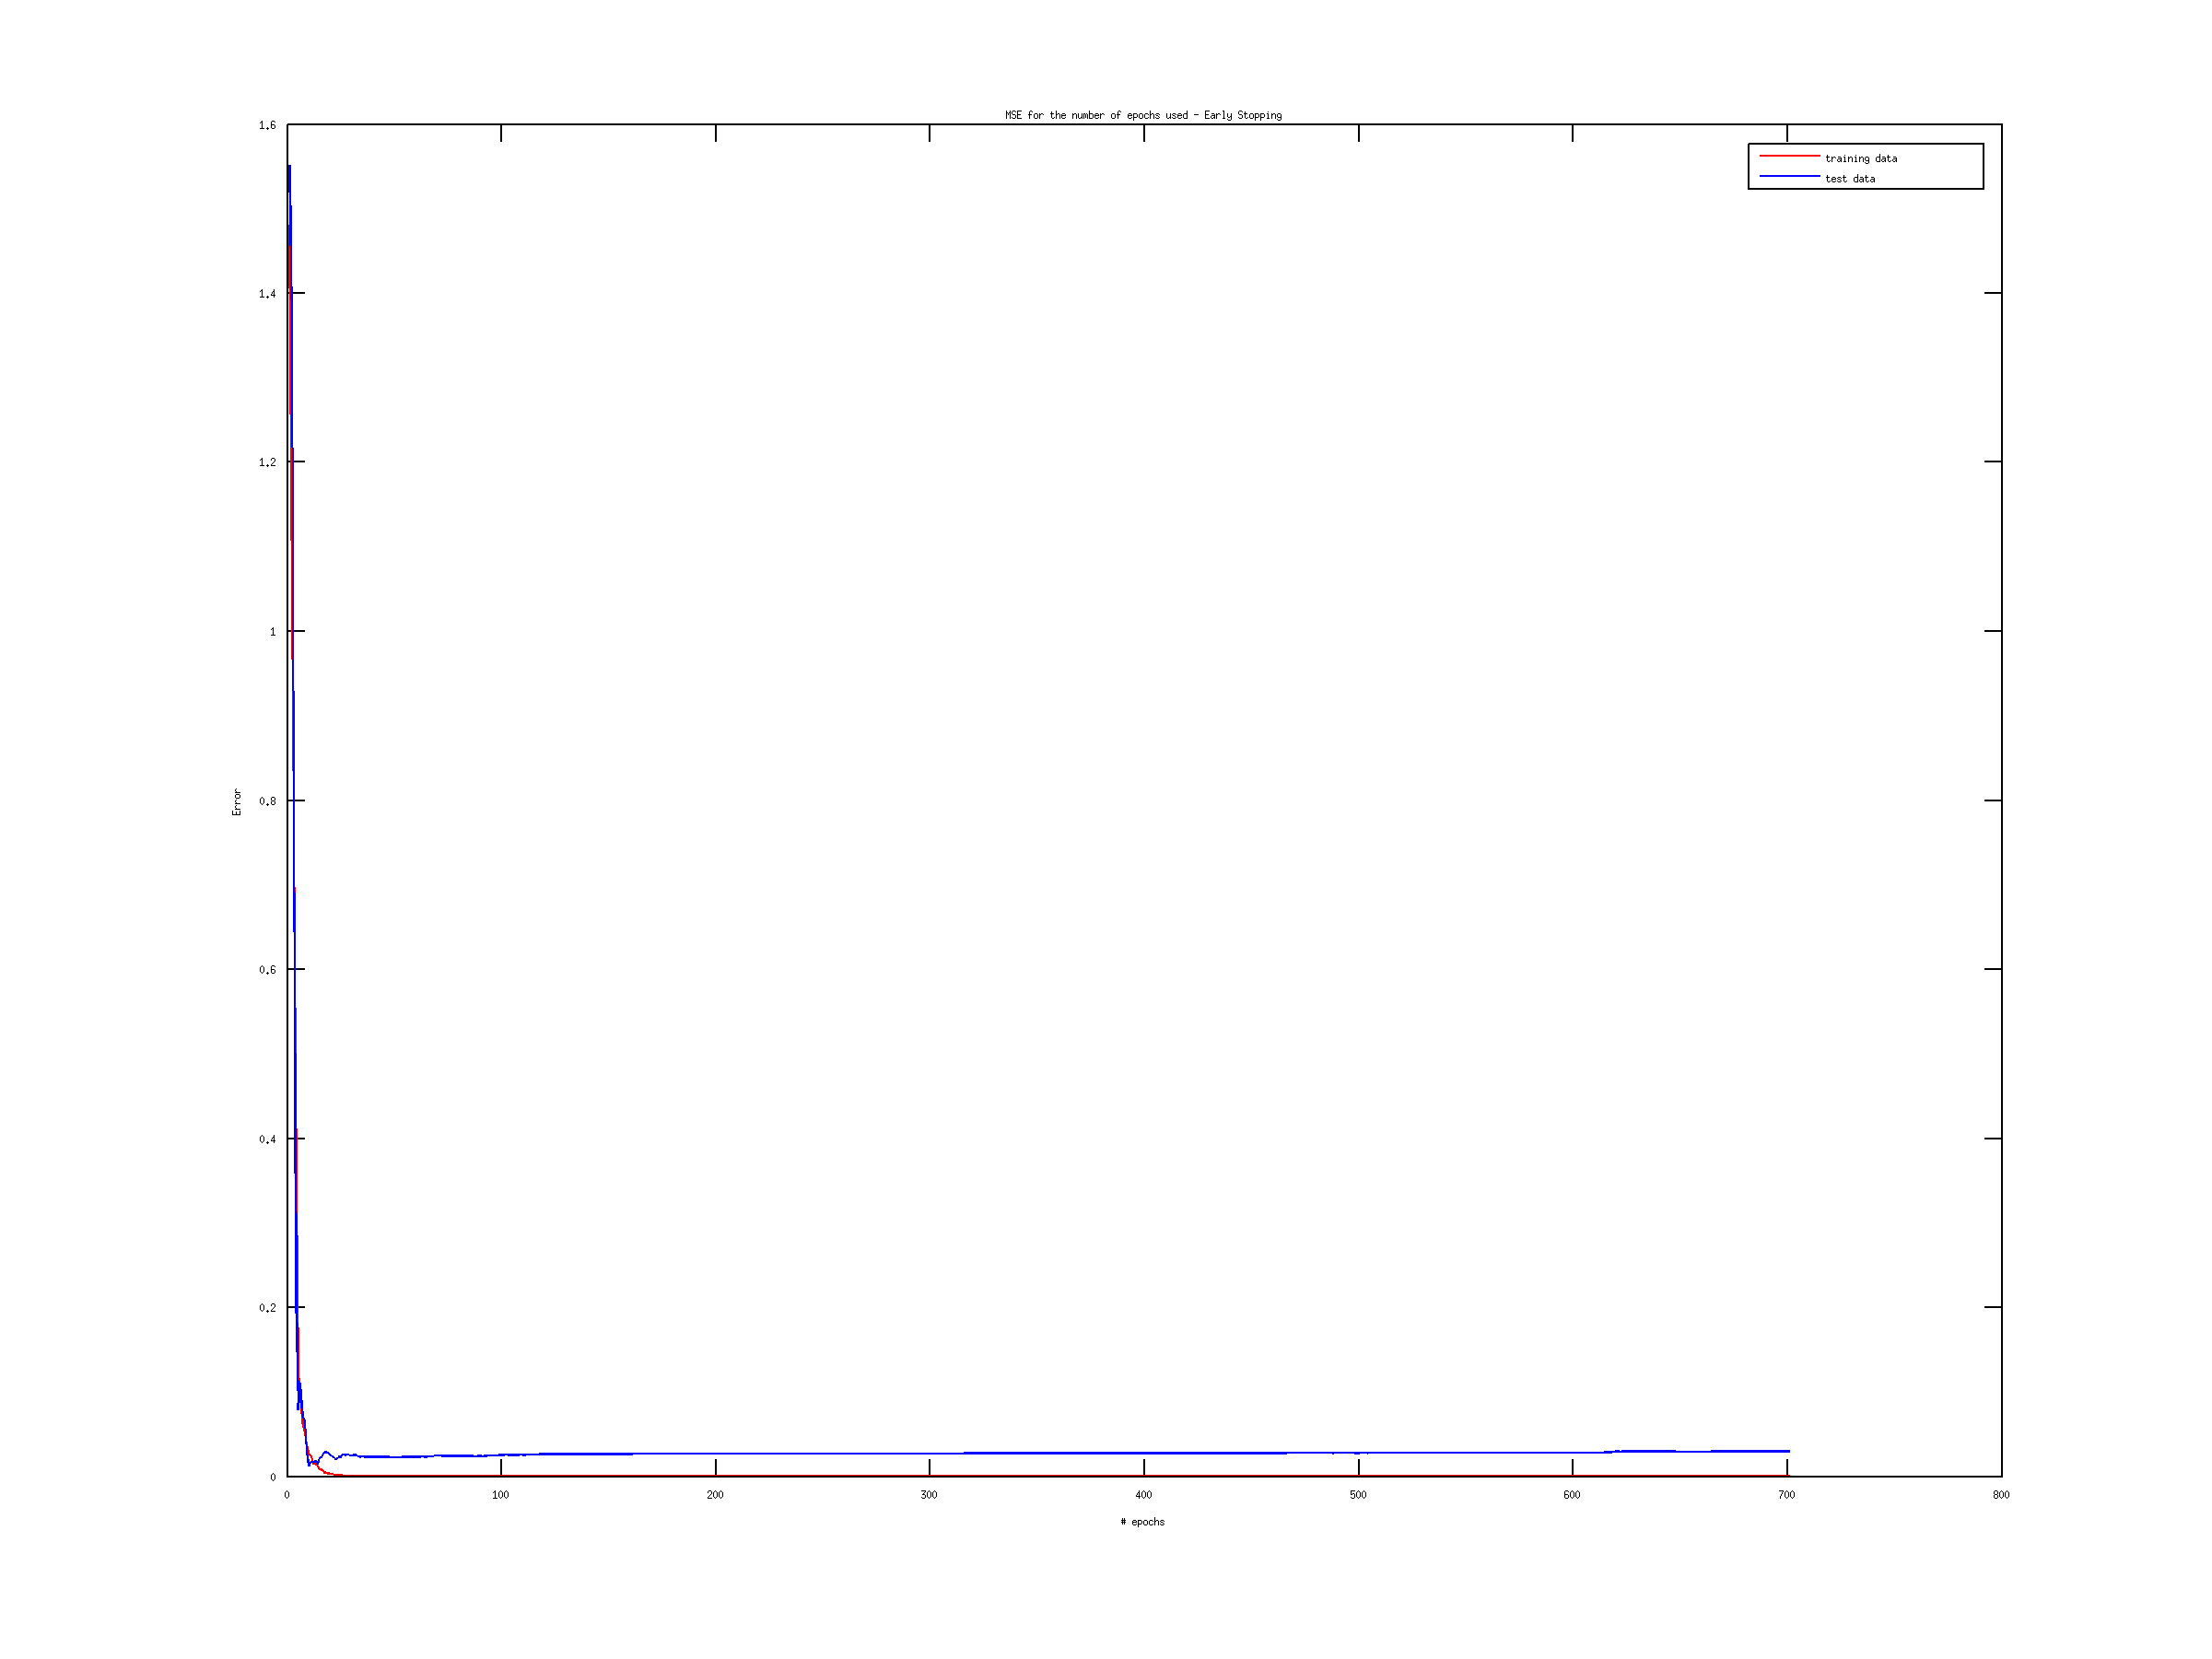 MSE for the number of epochs used - Early Stopping
1.6
training data
test data
1.4
1.2
1
Error
0.8
0.6
0.4
0.2
0
0 100 200 300 400 500 600 700 800
# epochs